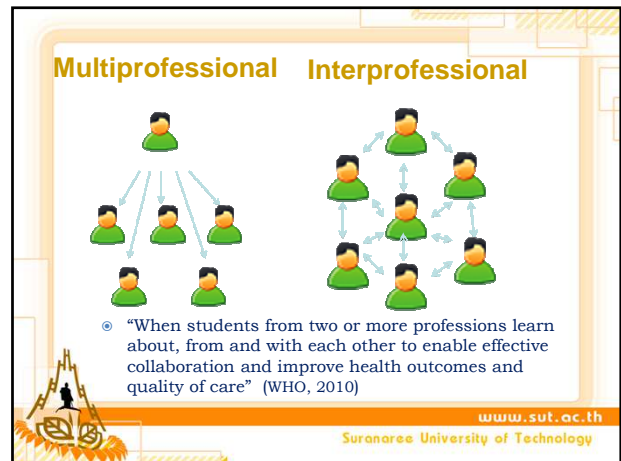 Multiprofessional Interprofessional
“When students from two or more professions learn
about, from and with each other to enable effective
collaboration and improve health outcomes and
quality of care” (WHO, 2010)
www.sut.ac.th
Suranaree University of Technology